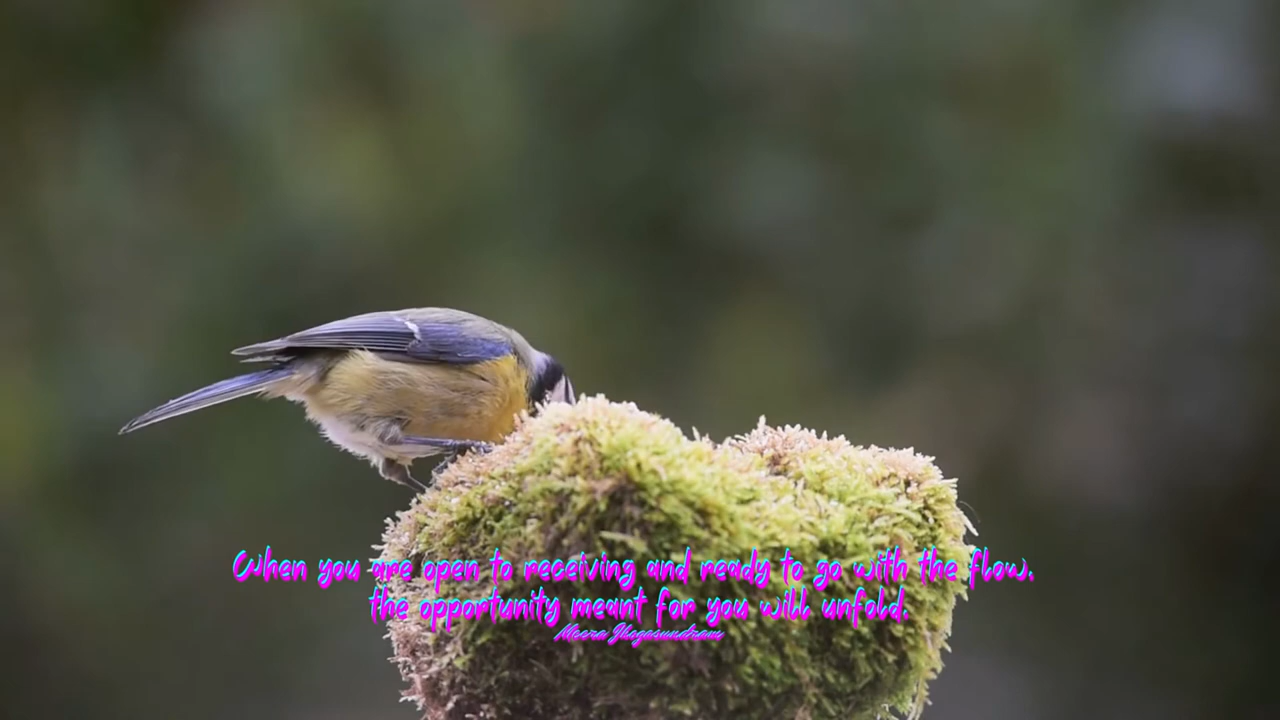 When you are open to receiving and ready to go with the flow.
the opportunity meant for you will unfold.
Meera